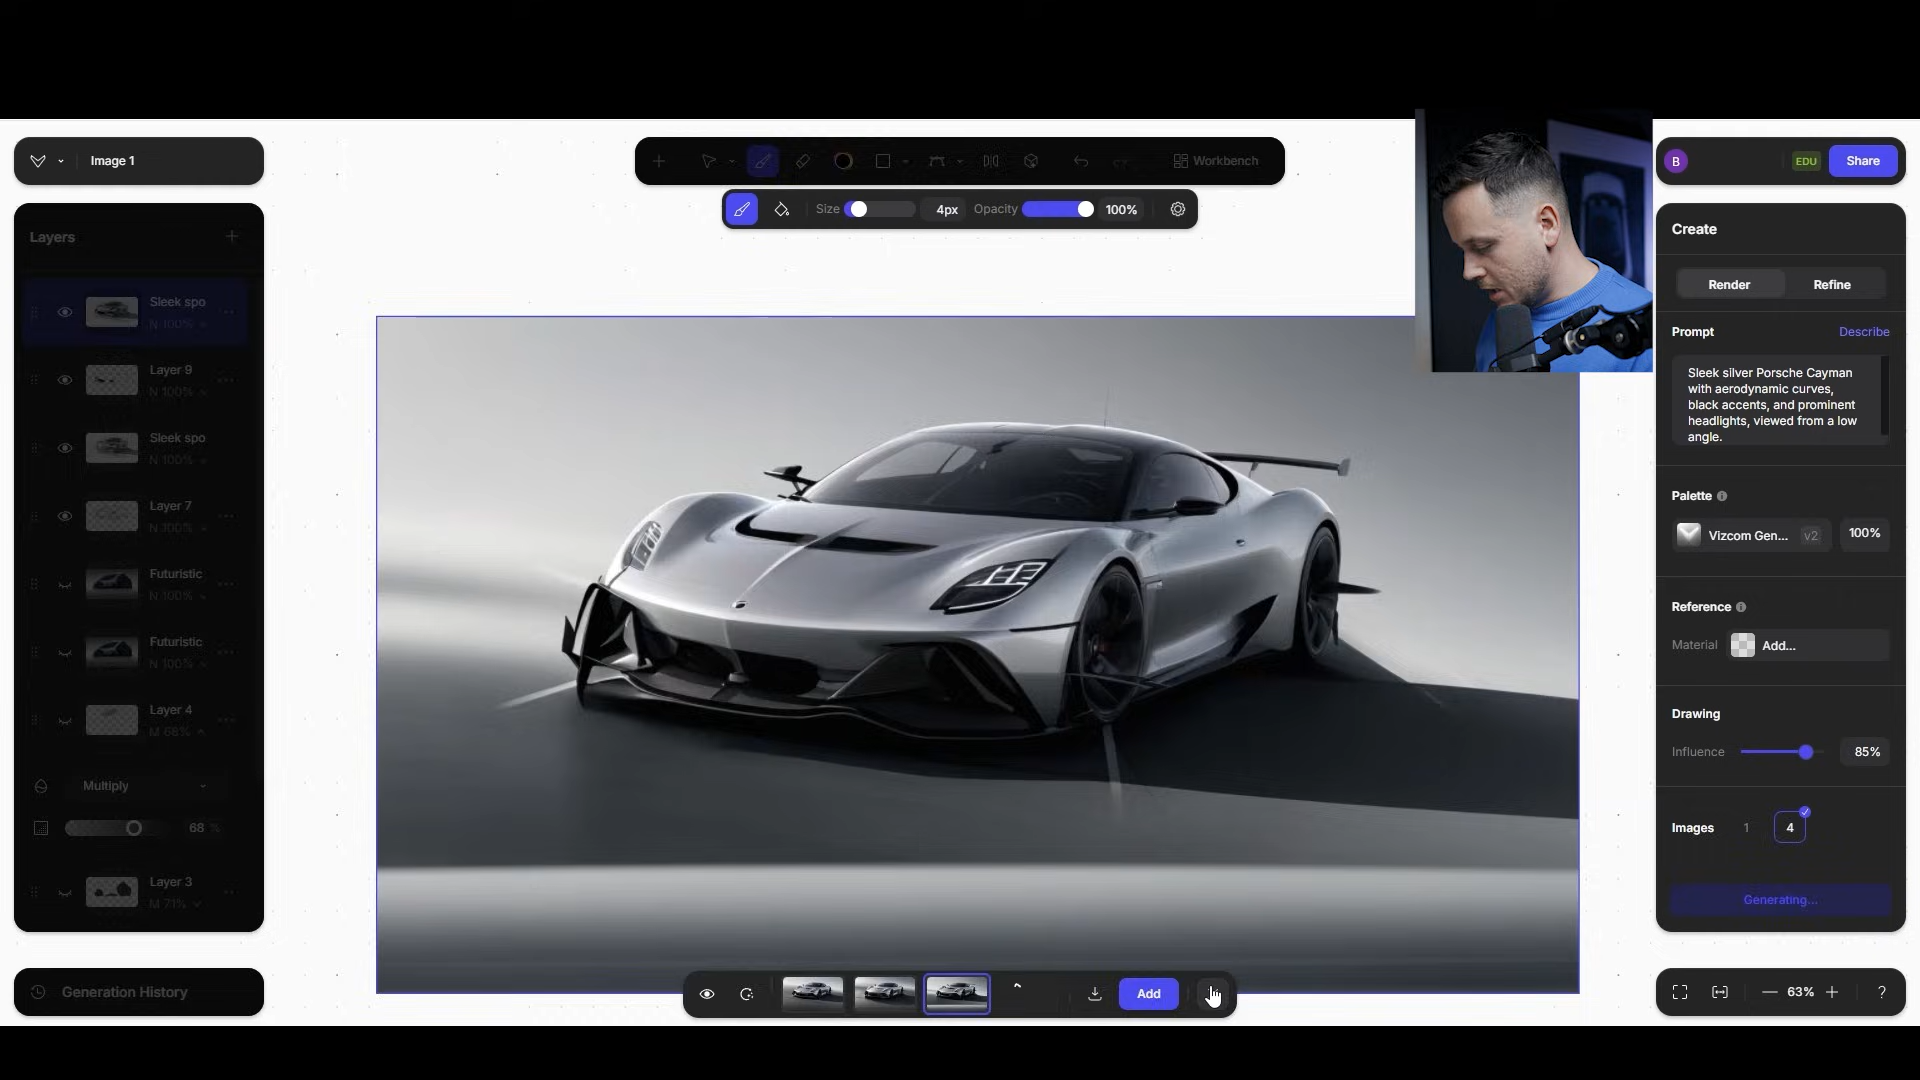 Image 1
Workbench
EDU
Share
B
Size
4px
Opacity
100%
Layers
Sleek spo
N 100%
Layer 9
N 100%
Sleek spo
N 100%
Layer 7
N 100%
Futuristic
N 100%
Futuristic
N 100%
Layer 4
M 68%
Multiply
68 %
Layer 3
M 71%
Generation History
Create
Render
Refine
Prompt
Describe
Sleek silver Porsche Cayman
with aerodynamic curves,
black accents, and prominent
headlights, viewed from a low
angle.
Palette
Vizcom Gen...
v2
100%
Reference
Material
Add...
Drawing
Influence
85%
Images
1
4
Generating...
Add
63%
?